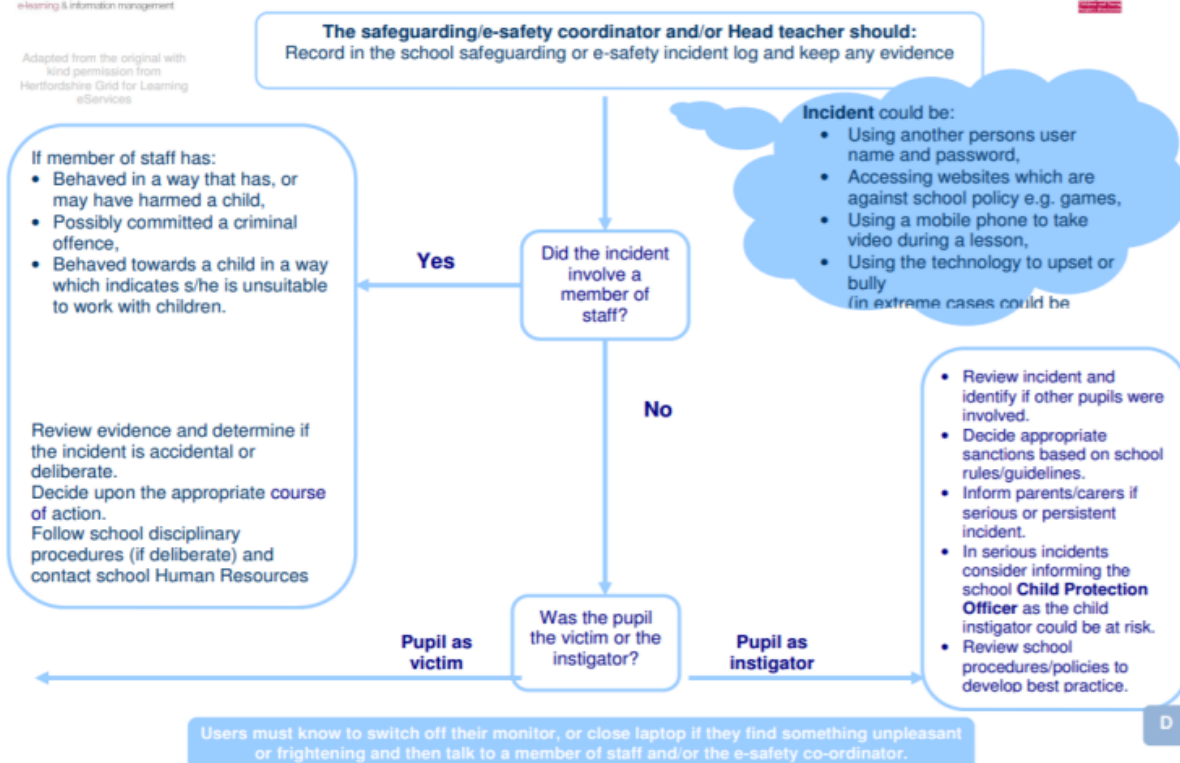 e-learning & information management
Adapted from the original with
kind permission from
Hertfordshire Grid for Learning
eServices
The safeguarding/e-safety coordinator and/or Head teacher should:
Record in the school safeguarding or e-safety incident log and keep any evidence
Incident could be:
• Using another persons user
name and password,
• Accessing websites which are
against school policy e.g. games,
• Using a mobile phone to take
video during a lesson,
• Using the technology to upset or
bully
(in extreme cases could be
If member of staff has:
• Behaved in a way that has, or
may have harmed a child,
• Possibly committed a criminal
offence,
• Behaved towards a child in a way
which indicates s/he is unsuitable
to work with children.
Review evidence and determine if
the incident is accidental or
deliberate.
Decide upon the appropriate course
of action.
Follow school disciplinary
procedures (if deliberate) and
contact school Human Resources
Yes
Did the incident
involve a
member of
staff?
No
Was the pupil
the victim or the
instigator?
Pupil as
victim
Pupil as
instigator
• Review incident and
identify if other pupils were
involved.
• Decide appropriate
sanctions based on school
rules/guidelines.
• Inform parents/carers if
serious or persistent
incident.
• In serious incidents
consider informing the
school Child Protection
Officer as the child
instigator could be at risk.
• Review school
procedures/policies to
develop best practice.
D
Users must know to switch off their monitor, or close laptop if they find something unpleasant
or frightening and then talk to a member of staff and/or the e-safety co-ordinator.